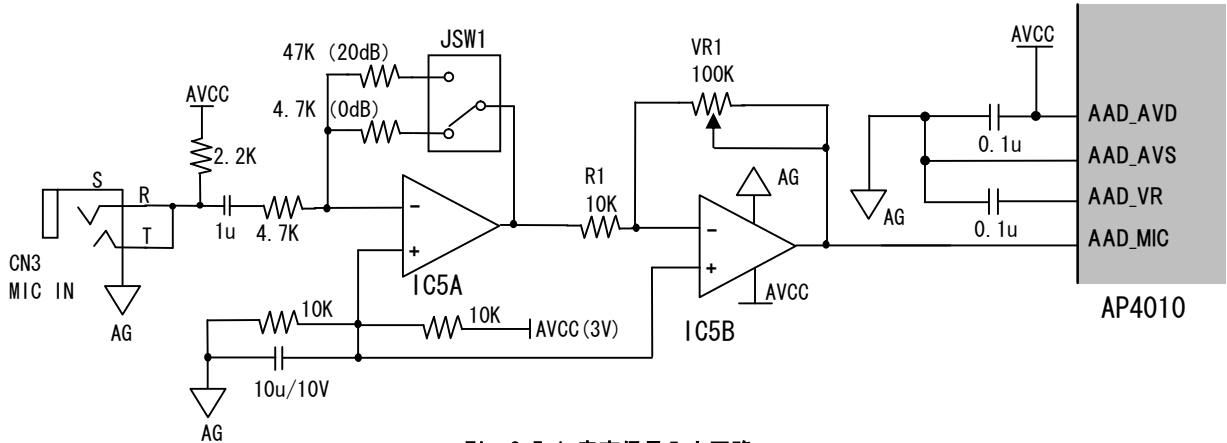 JSW1
47K (20dB)
4.7K (0dB)
AVCC
2.2K
S
R
T
1u
4.7K
CN3
MIC IN
AG
IC5A
10K
10K
AVCC(3V)
10u/10V
AG
VR1
100K
R1
10K
AG
AVCC
IC5B
AVCC
0.1u
AG
0.1u
AAD_AVD
AAD_AVS
AAD_VR
AAD_MIC
AP4010